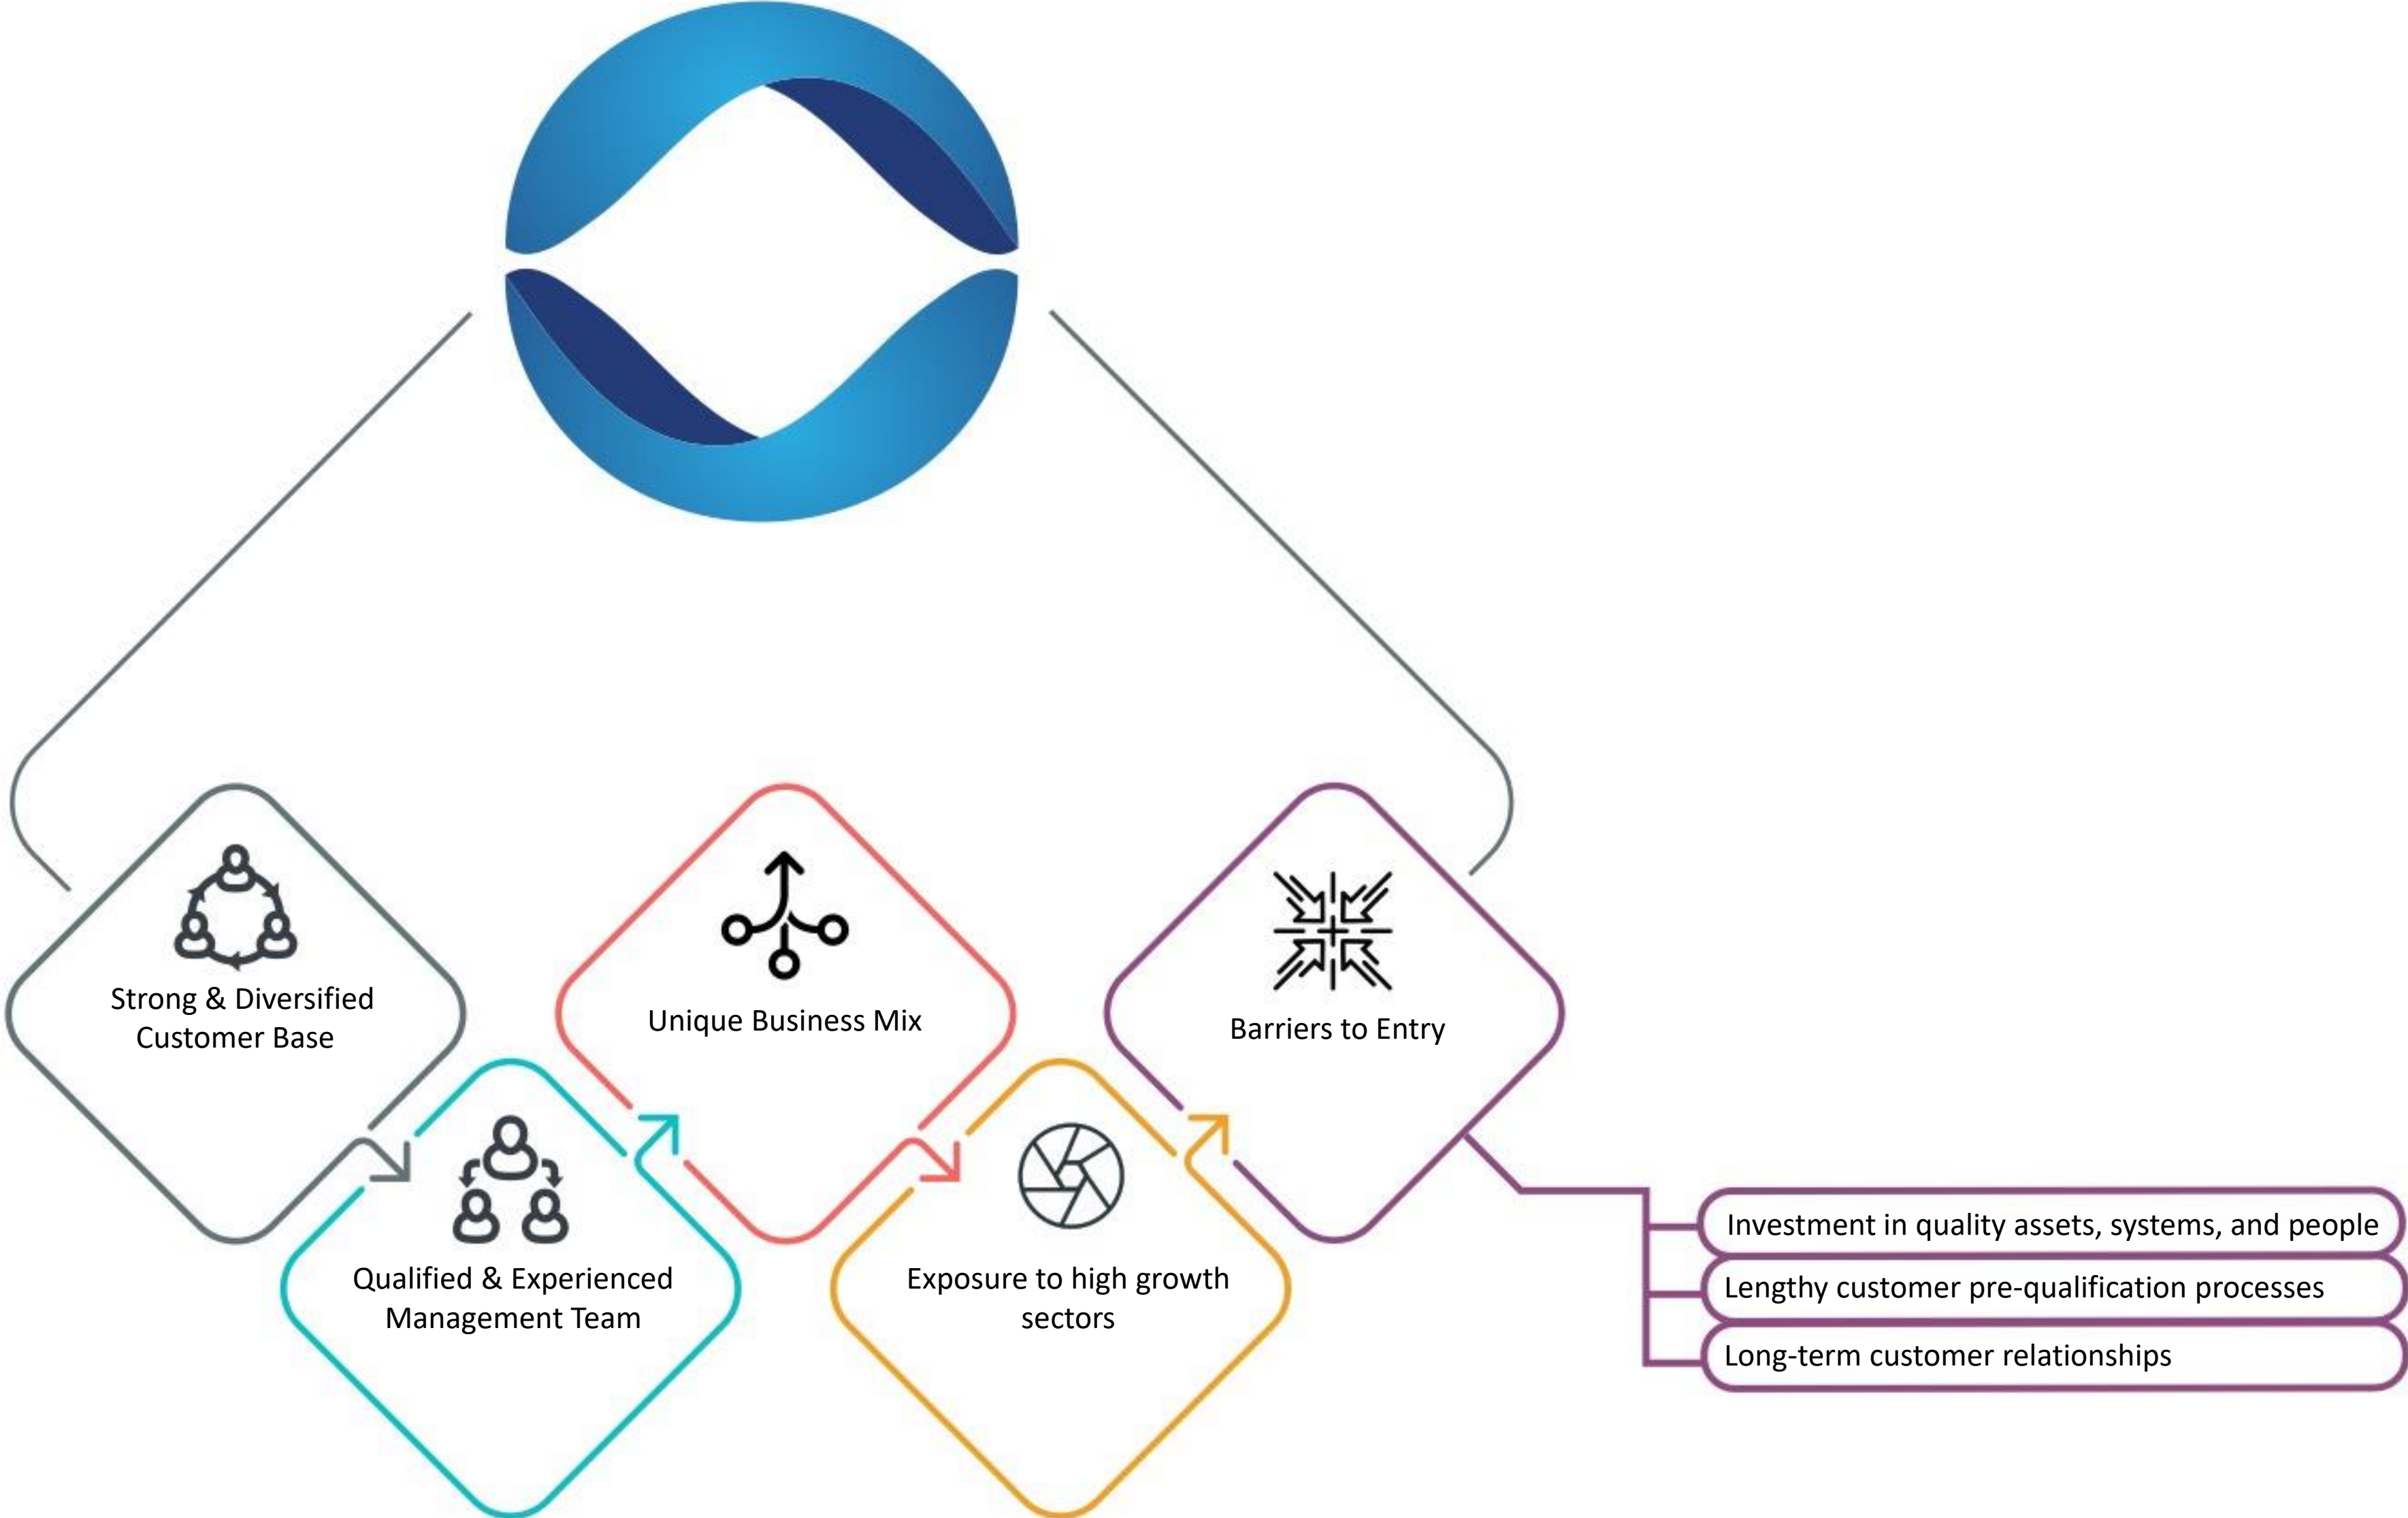 Strong & Diversified
Customer Base
Unique Business Mix
Barriers to Entry
Qualified & Experienced
Management Team
Exposure to high growth
sectors
Investment in quality assets, systems, and people
Lengthy customer pre-qualification processes
Long-term customer relationships